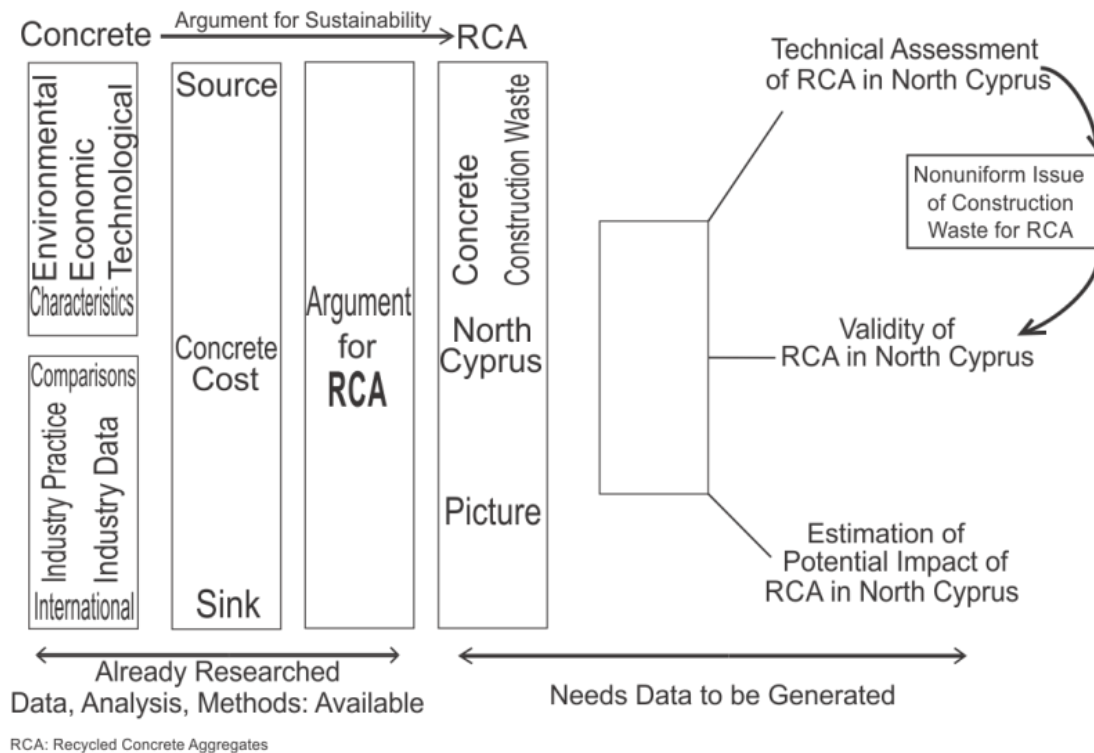 Argument for Sustainability
Concrete
RCA
Environmental
Economic
Technological
Characteristics
Comparisons
Industry Practice
Industry Data
International
Source
Concrete
Cost
Sink
Argument
for
RCA
Concrete
Construction Waste
North
Cyprus
Picture
Technical Assessment
of RCA in North Cyprus
Nonuniform Issue
of Construction
Waste for RCA
Validity of
RCA in North Cyprus
Estimation of
Potential Impact of
RCA in North Cyprus
Already Researched
Data, Analysis, Methods: Available
Needs Data to be Generated
RCA: Recycled Concrete Aggregates